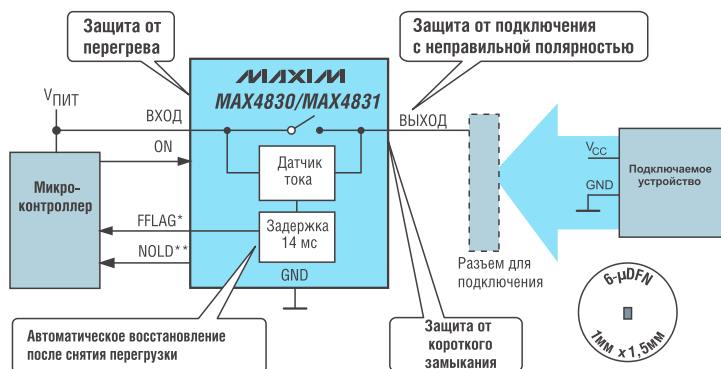 Защита от
перегрева
Защита от подключения
с неправильной полярностью
MAXIM
MAX4830/MAX4831
VПИТ
ВХОД
ВЫХОД
ON
Микро-
контроллер
Датчик
тока
FFLAG*
Задержка
14 мс
NOLD**
GND
VCC
GND
Подключаемое
устройство
Разъем для
подключения
6-µDFN
1мм x 1,5мм
Автоматическое восстановление
после снятия перегрузки
Защита от
короткого
замыкания